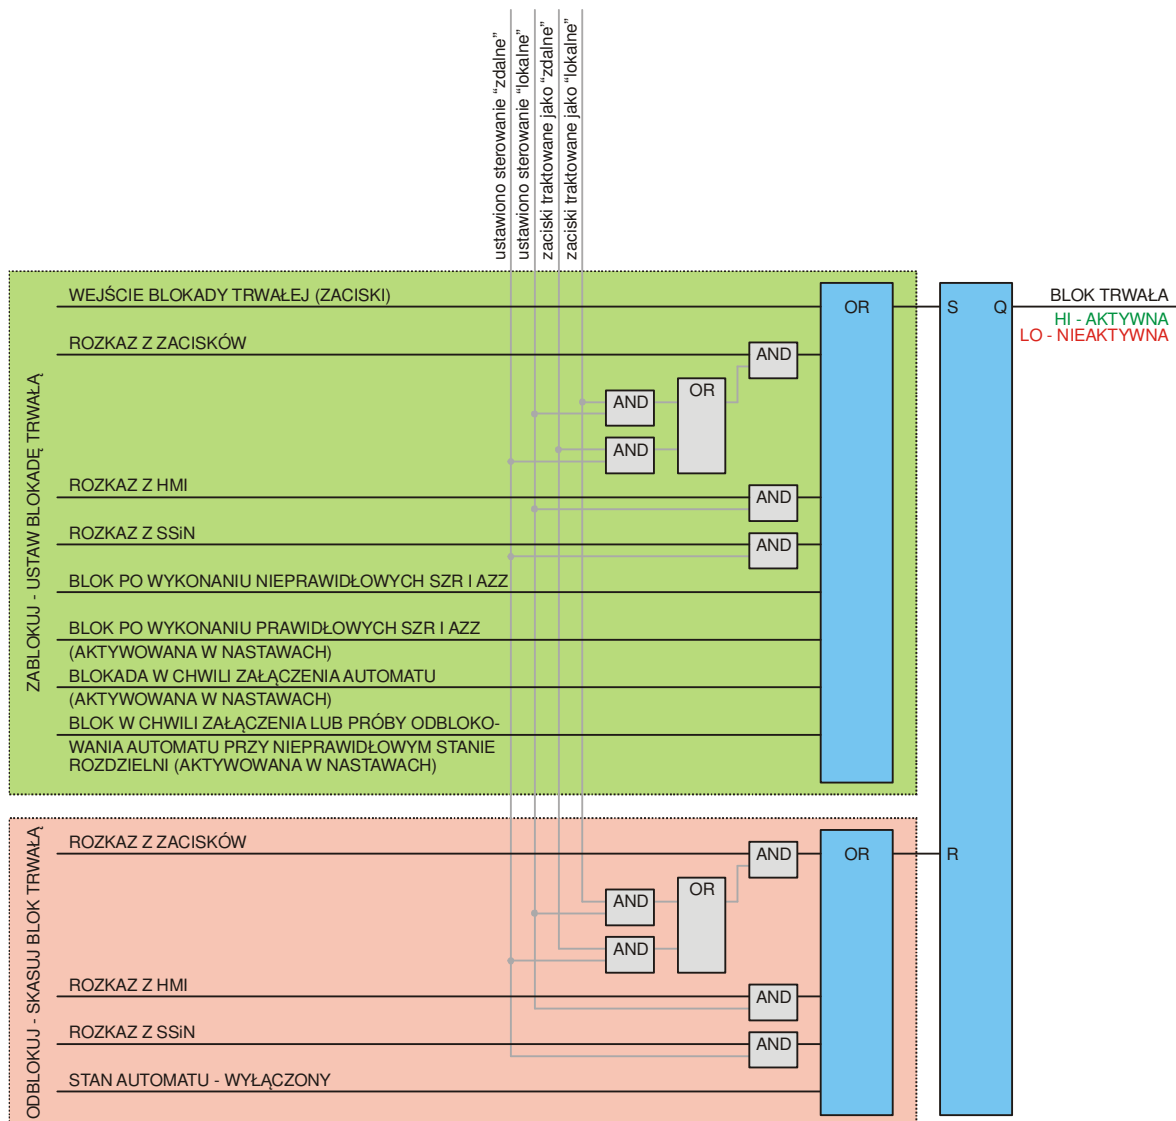 ustawiono sterowanie "zdalne"
ustawiono sterowanie "lokalne"
zaciski traktowane jako "zdalne"
zaciski traktowane jako "lokalne"
ZABLOKUJ - USTAW BLOKADĘ TRWAŁĄ
WEJŚCIE BLOKADY TRWAŁEJ (ZACISKI)
OR
S
Q
BLOK TRWAŁA
HI - AKTYWNA
LO - NIEAKTYWNA
ROZKAZ Z ZACISKÓW
AND
AND
OR
AND
ROZKAZ Z HMI
AND
ROZKAZ Z SSiN
AND
BLOK PO WYKONANIU NIEPRAWIDŁOWYCH SZR I AZZ
BLOK PO WYKONANIU PRAWIDŁOWYCH SZR I AZZ
(AKTYWOWANA W NASTAWACH)
BLOKADA W CHWILI ZAŁĄCZENIA AUTOMATU
(AKTYWOWANA W NASTAWACH)
BLOK W CHWILI ZAŁĄCZENIA LUB PRÓBY ODBLOKO-
WANIA AUTOMATU PRZY NIEPRAWIDŁOWYM STANIE
ROZDZIELNI (AKTYWOWANA W NASTAWACH)
ODBLOKUJ - SKASUJ BLOK TRWAŁĄ
ROZKAZ Z ZACISKÓW
AND
OR
R
AND
OR
AND
ROZKAZ Z HMI
AND
ROZKAZ Z SSiN
AND
STAN AUTOMATU - WYŁĄCZONY